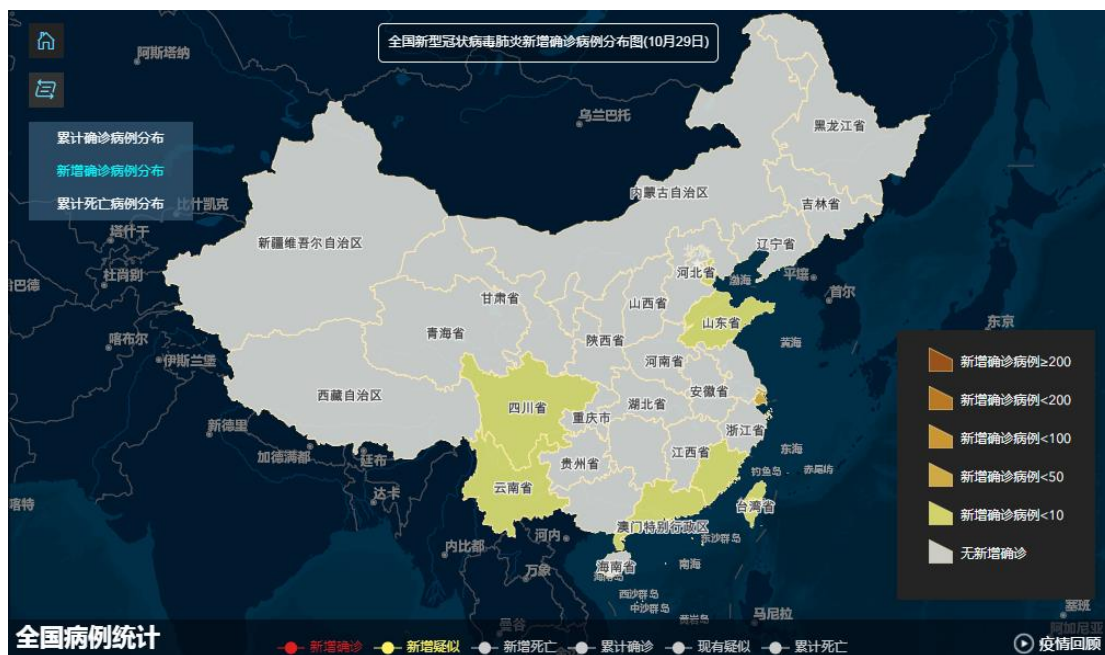 全国新型冠状病毒肺炎新增确诊病例分布图(10月29日)
阿斯塔纳
乌兰巴托
黑龙江省
累计确诊病例分布
新增确诊病例分布
累计死亡病例分布
内蒙古自治区
吉林省
比什凯克
塔什干
新疆维吾尔自治区
辽宁省
杜尚别
河北省
渤海
平壤
首尔
哈巴德
甘肃省
山西省
山东省
东京
青海省
陕西省
黄海
喀布尔
伊斯兰堡
河南省
西藏自治区
安徽省
四川省
湖北省
重庆市
浙江省
新德里
加德满都
廷布
贵州省
江西省
东海
钓鱼岛
赤尾屿
达卡
云南省
台湾省
喀特
澳门特别行政区
东沙群岛
内比都
河内
海南省
南海
万象
西沙群岛
中沙群岛
黄岩岛
马尼拉
曼谷
塞班
阿加尼亚
新增确诊病例≥200
新增确诊病例<200
新增确诊病例<100
新增确诊病例<50
新增确诊病例<10
无新增确诊
全国病例统计
新增确诊
新增疑似
新增死亡
累计确诊
现有疑似
累计死亡
疫情回顾